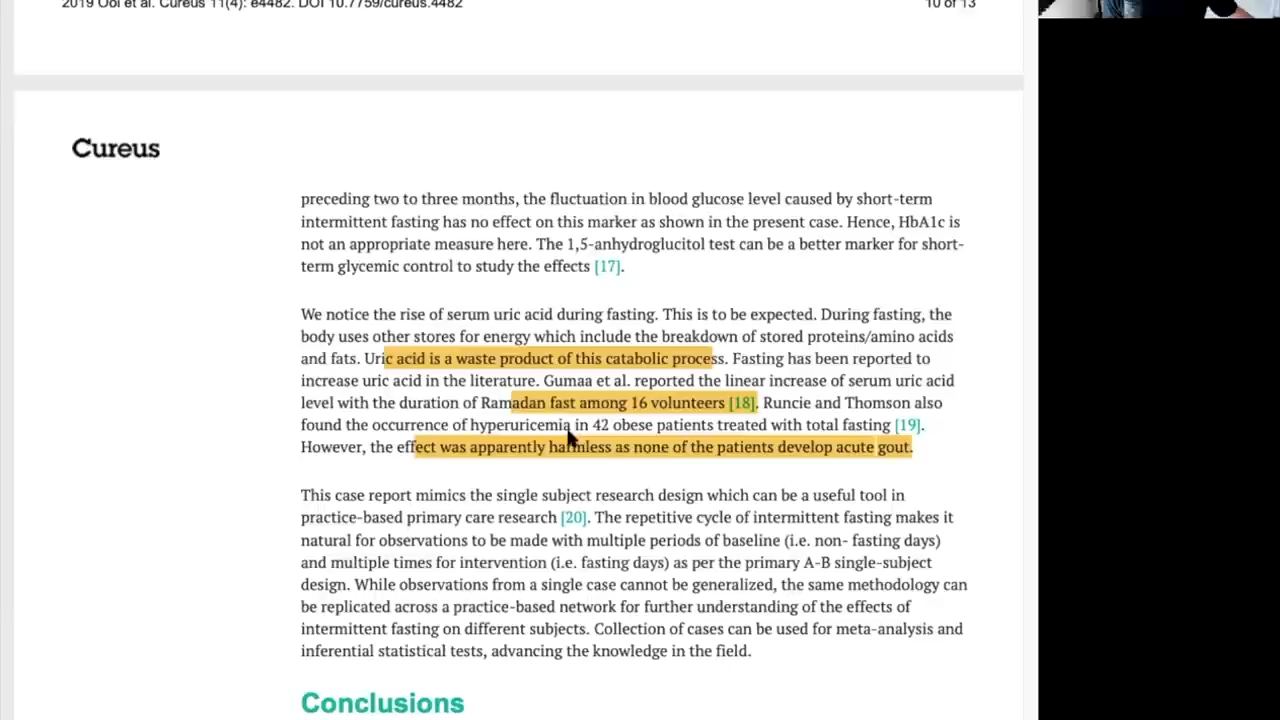 2019 Ooi et al. Cureus 11(4): e4482. DOI 10.7759/cureus.4482
10 of 13
Cureus
preceding two to three months, the fluctuation in blood glucose level caused by short-term
intermittent fasting has no effect on this marker as shown in the present case. Hence, HbA1c is
not an appropriate measure here. The 1,5-anhydroglucitol test can be a better marker for short-
term glycemic control to study the effects [17].
We notice the rise of serum uric acid during fasting. This is to be expected. During fasting, the
body uses other stores for energy which include the breakdown of stored proteins/amino acids
and fats. Uric acid is a waste product of this catabolic process. Fasting has been reported to
increase uric acid in the literature. Gumaa et al. reported the linear increase of serum uric acid
level with the duration of Ramadan fast among 16 volunteers [18]. Runcie and Thomson also
found the occurrence of hyperuricemia in 42 obese patients treated with total fasting [19].
However, the effect was apparently harmless as none of the patients develop acute gout.
This case report mimics the single subject research design which can be a useful tool in
practice-based primary care research [20]. The repetitive cycle of intermittent fasting makes it
natural for observations to be made with multiple periods of baseline (i.e. non- fasting days)
and multiple times for intervention (i.e. fasting days) as per the primary A-B single-subject
design. While observations from a single case cannot be generalized, the same methodology can
be replicated across a practice-based network for further understanding of the effects of
intermittent fasting on different subjects. Collection of cases can be used for meta-analysis and
inferential statistical tests, advancing the knowledge in the field.
Conclusions